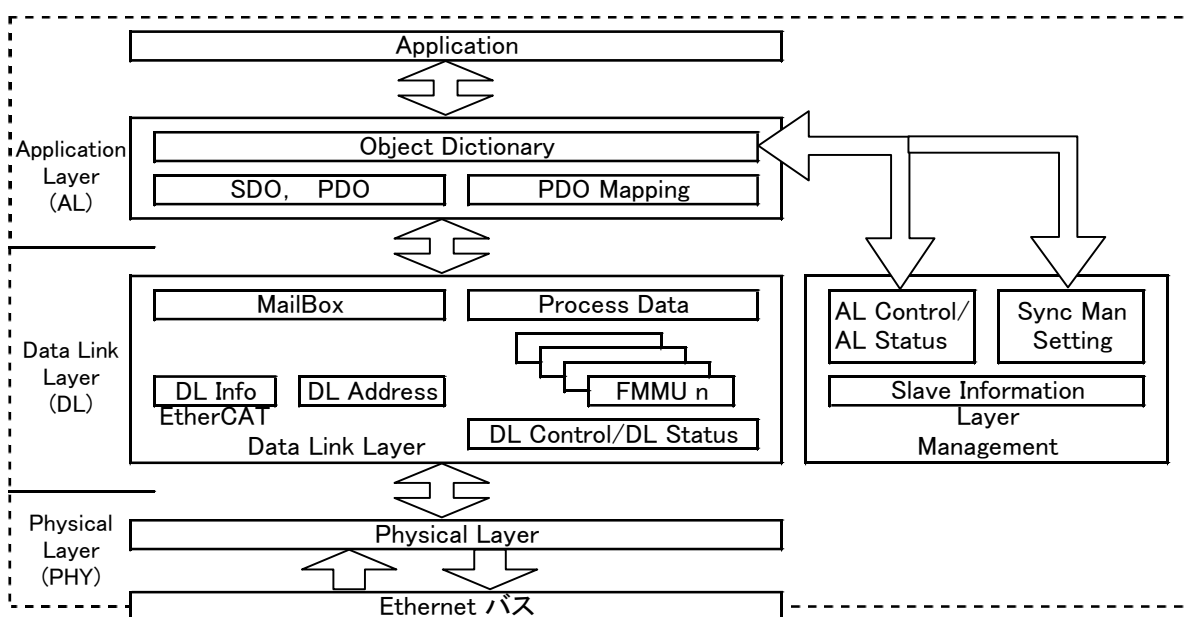 Application
Application
Layer
(AL)
Object Dictionary
SDO, PDO
PDO Mapping
Data Link
Layer
(DL)
MailBox
Process Data
DL Info
DL Address
FMMU n
EtherCAT
Data Link Layer
DL Control/DL Status
AL Control/
AL Status
Sync Man
Setting
Slave Information
Layer
Management
Physical
Layer
(PHY)
Physical Layer
Ethernet バス